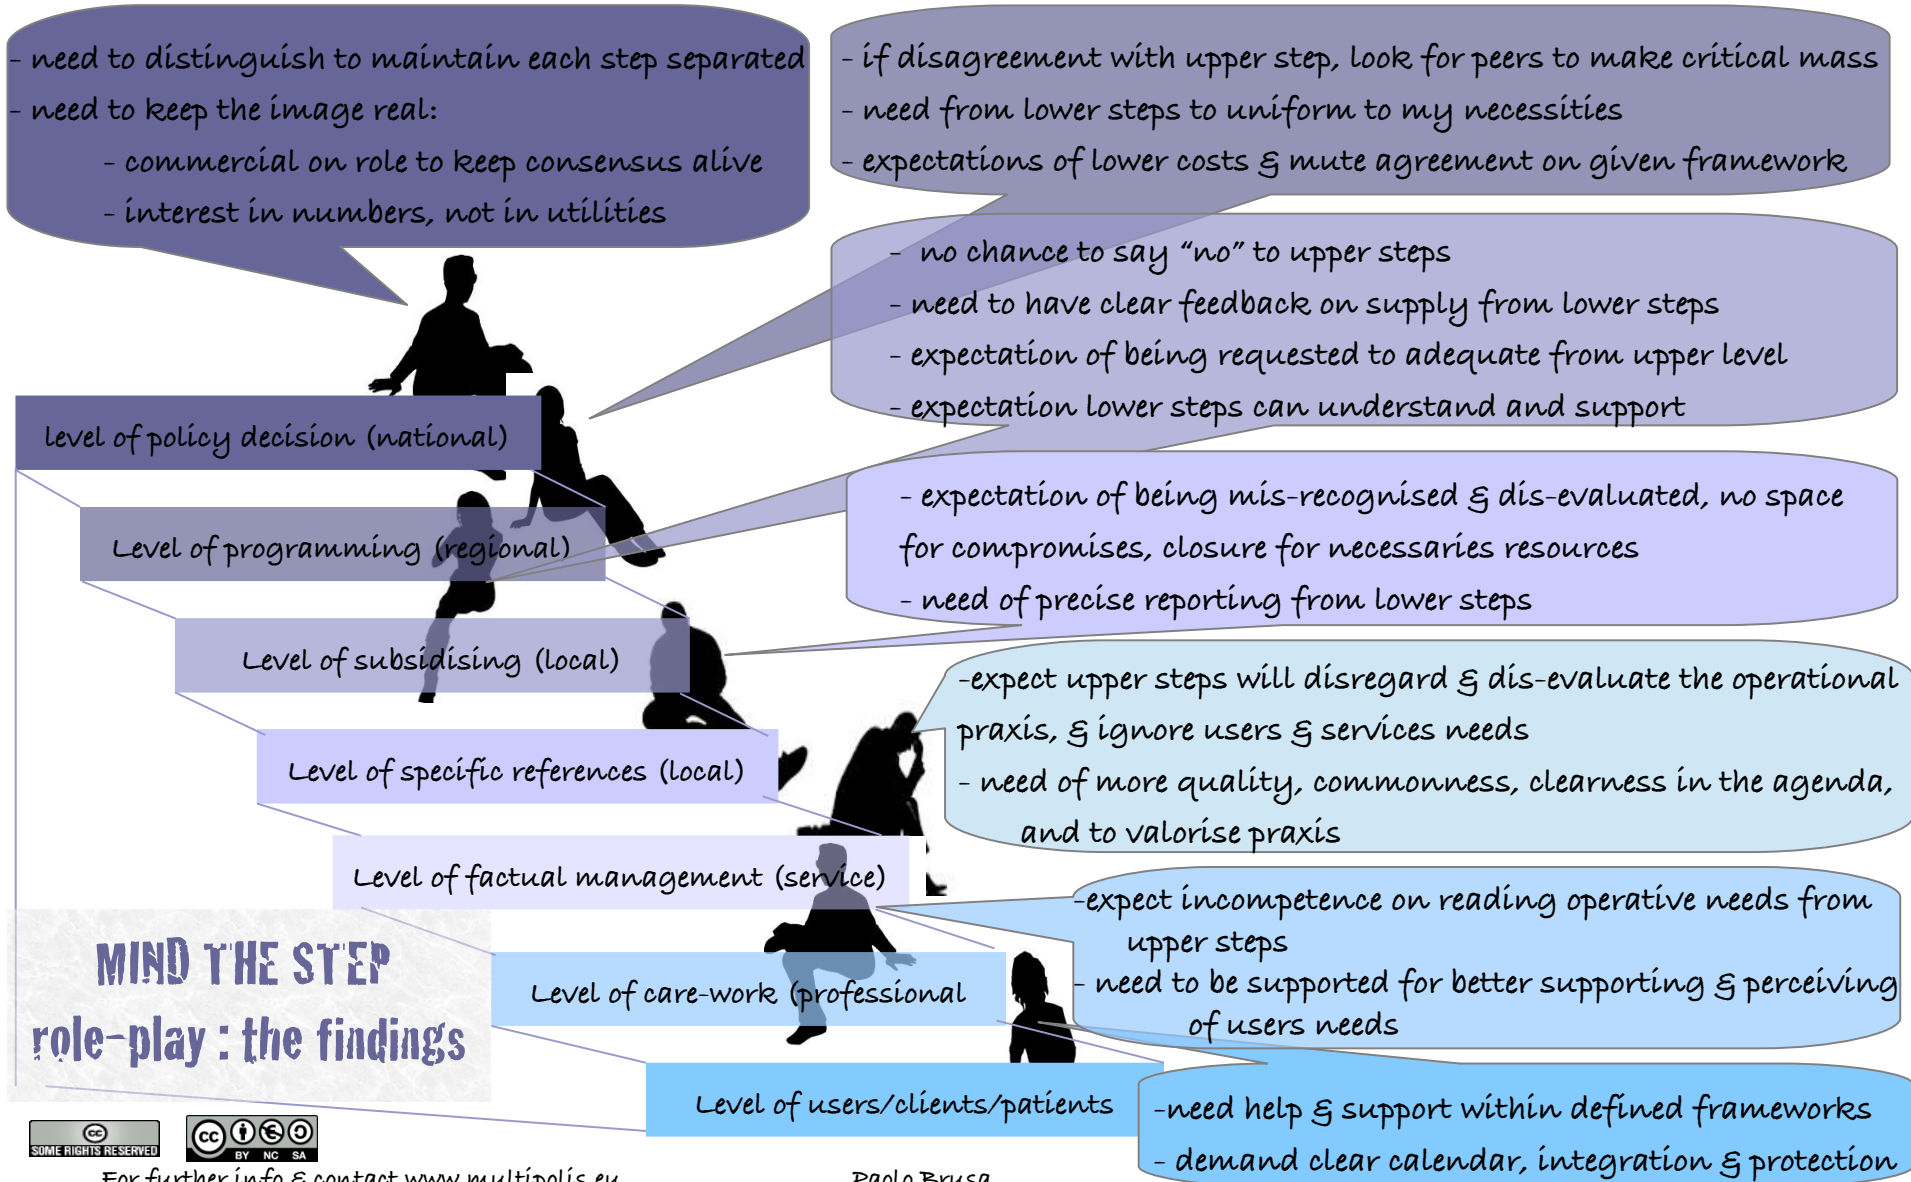 - need to distinguish to maintain each step separated
- need to keep the image real:
- commercial on role to keep consensus alive
- interest in numbers, not in utilities
- if disagreement with upper step, look for peers to make critical mass
- need from lower steps to uniform to my necessities
- expectations of lower costs & mute agreement on given framework
- no chance to say “no” to upper steps
- need to have clear feedback on supply from lower steps
- expectation of being requested to adequate from upper level
- expectation lower steps can understand and support
- expectation of being mis-recognised & dis-evaluated, no space
for compromises, closure for necessaries resources
- need of precise reporting from lower steps
-expect upper steps will disregard & dis-evaluate the operational
praxis, & ignore users & services needs
- need of more quality, commonness, clearness in the agenda,
and to valorise praxis
-expect incompetence on reading operative needs from
upper steps
- need to be supported for better supporting & perceiving
of users needs
-need help & support within defined frameworks
- demand clear calendar, integration & protection
level of policy decision (national)
Level of programming (regional)
Level of subsidising (local)
Level of specific references (local)
Level of factual management (service)
Level of care-work (professional
Level of users/clients/patients
MIND THE STEP
role-play : the findings
cc
SOME RIGHTS RESERVED
cc
BY NC SA
For further info & contact www.multipolis.eu
Paolo Brusa